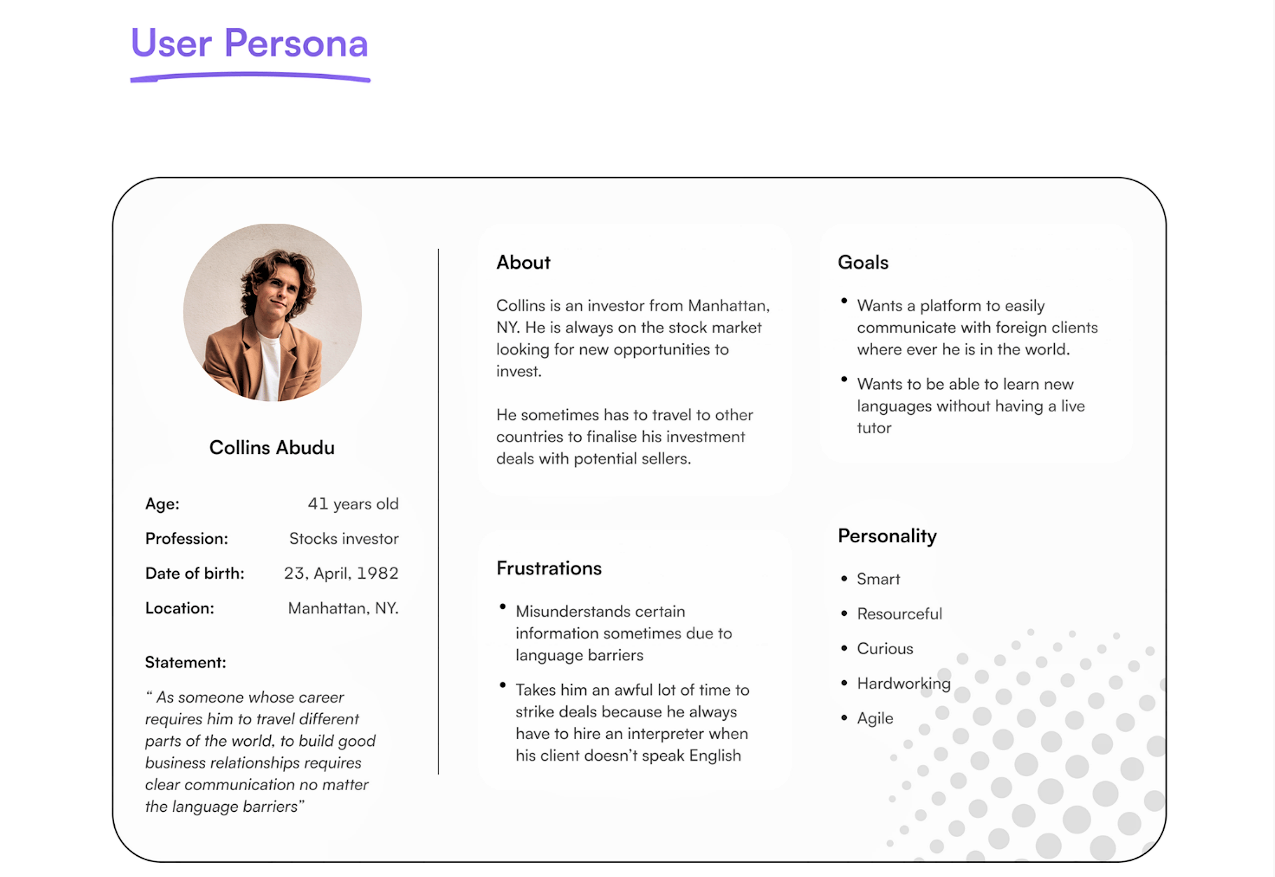 User Persona
Collins Abudu
Age: 41 years old
Profession: Stocks investor
Date of birth: 23, April, 1982
Location: Manhattan, NY.
Statement:
“ As someone whose career
requires him to travel different
parts of the world, to build good
business relationships requires
clear communication no matter
the language barriers”
About
Collins is an investor from Manhattan,
NY. He is always on the stock market
looking for new opportunities to
invest.
He sometimes has to travel to other
countries to finalise his investment
deals with potential sellers.
Frustrations
• Misunderstands certain
information sometimes due to
language barriers
• Takes him an awful lot of time to
strike deals because he always
have to hire an interpreter when
his client doesn’t speak English
Goals
• Wants a platform to easily
communicate with foreign clients
where ever he is in the world.
• Wants to be able to learn new
languages without having a live
tutor
Personality
• Smart
• Resourceful
• Curious
• Hardworking
• Agile